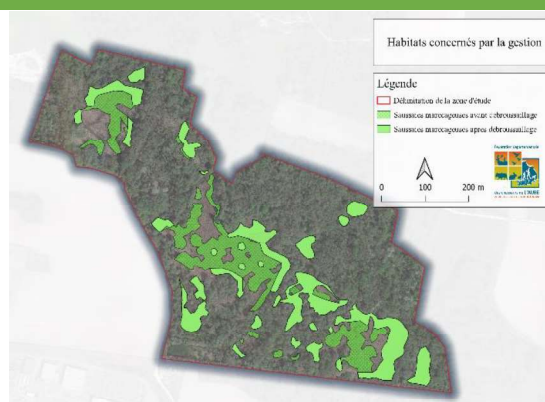 Habitats concernés par la gestion
Légende
Délimitation de la zone d'étude
Saussaies marécageuses avant débroussaillage
Saussaies marécageuses après débroussaillage
0 100 200 m